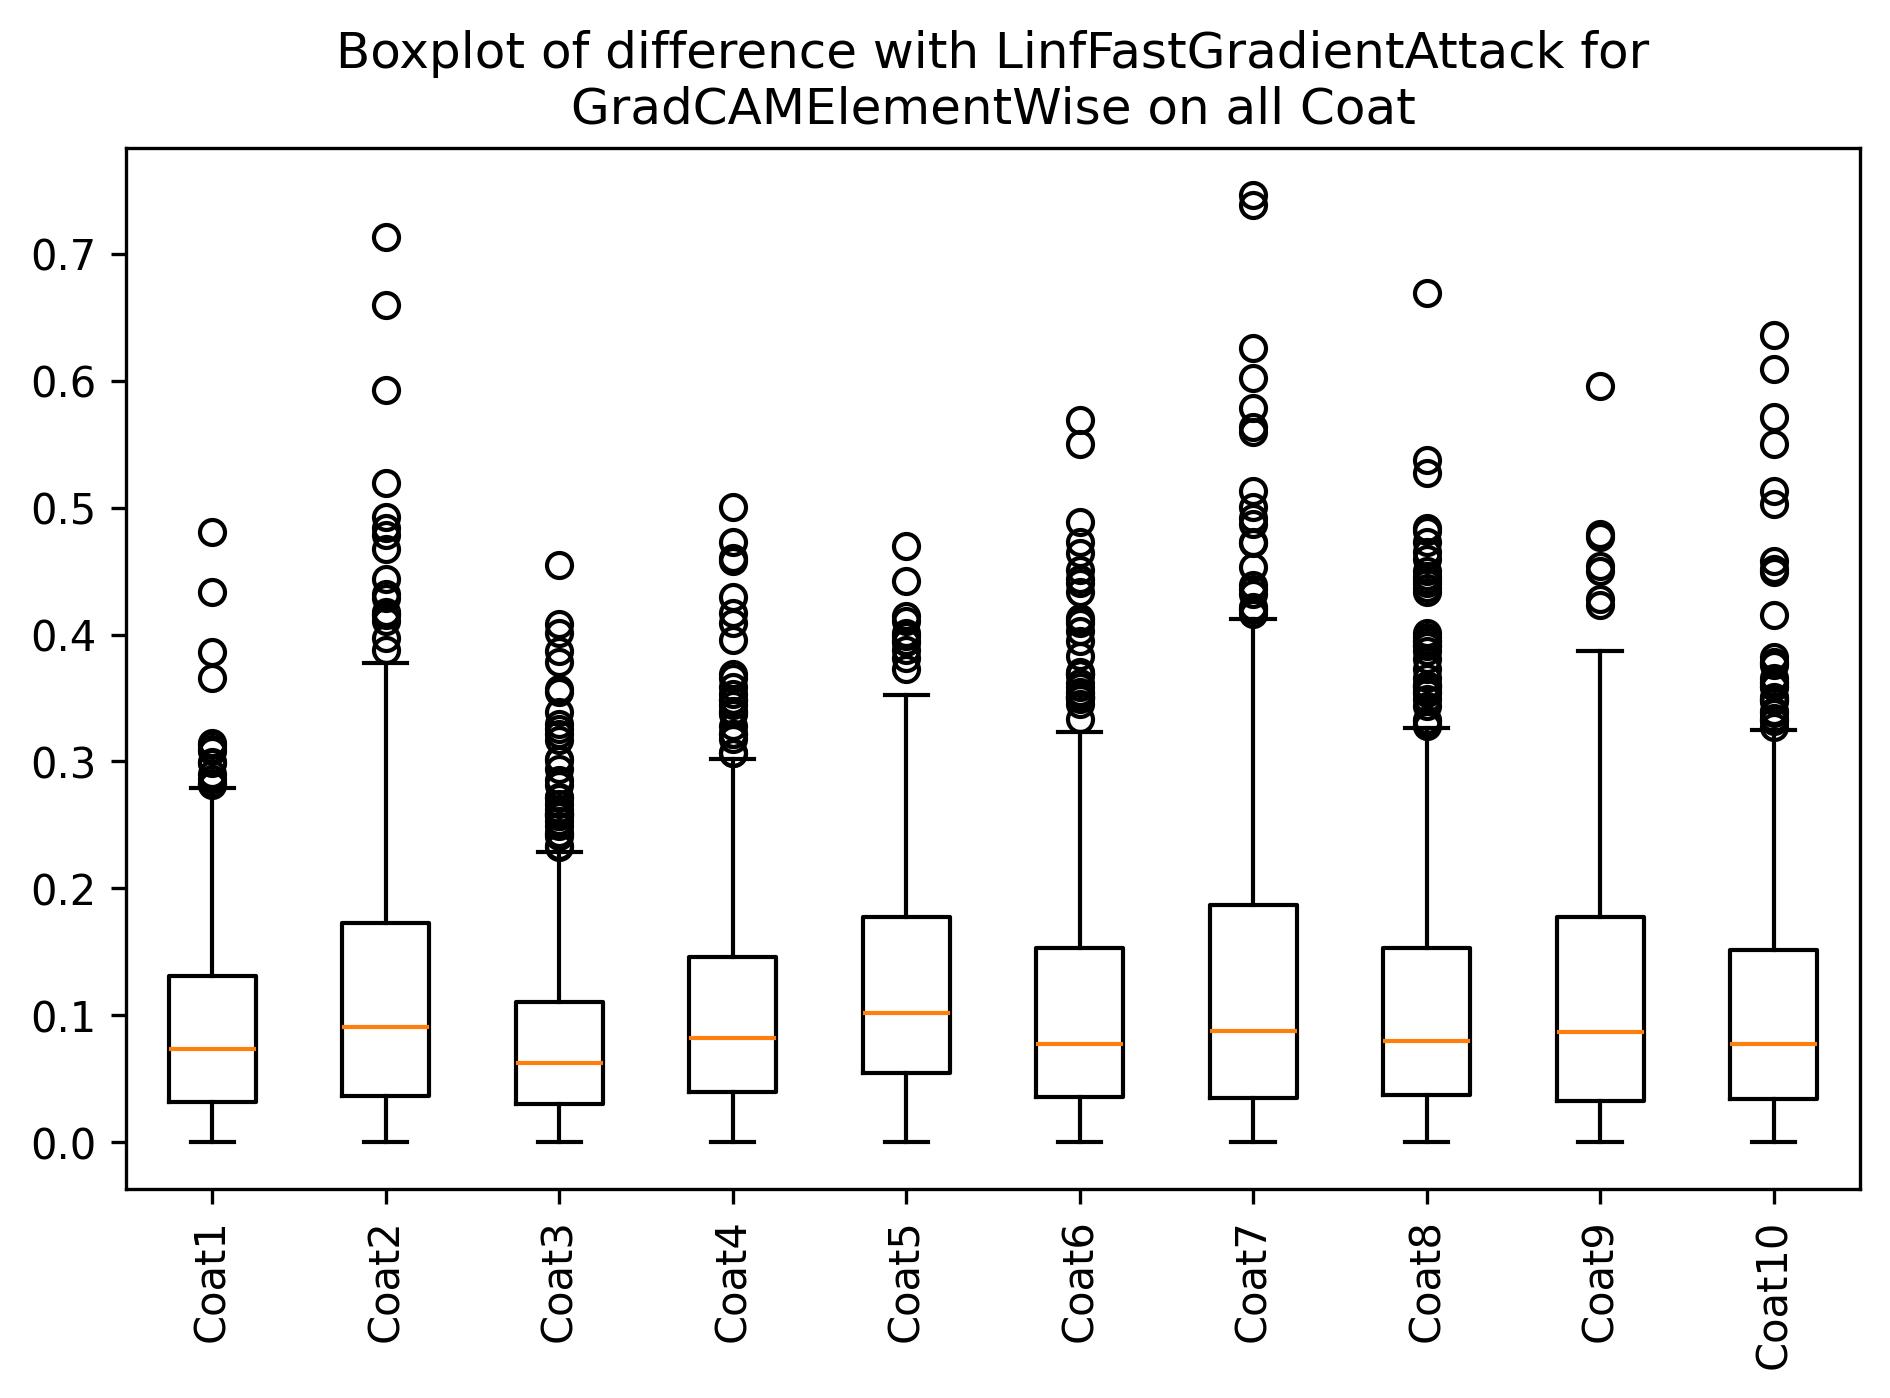 Boxplot of difference with LinfFastGradientAttack for
GradCAMElementWise on all Coat
0.7
0.6
0.5
0.4
0.3
0.2
0.1
0.0
Coat1
Coat2
Coat3
Coat4
Coat5
Coat6
Coat7
Coat8
Coat9
Coat10